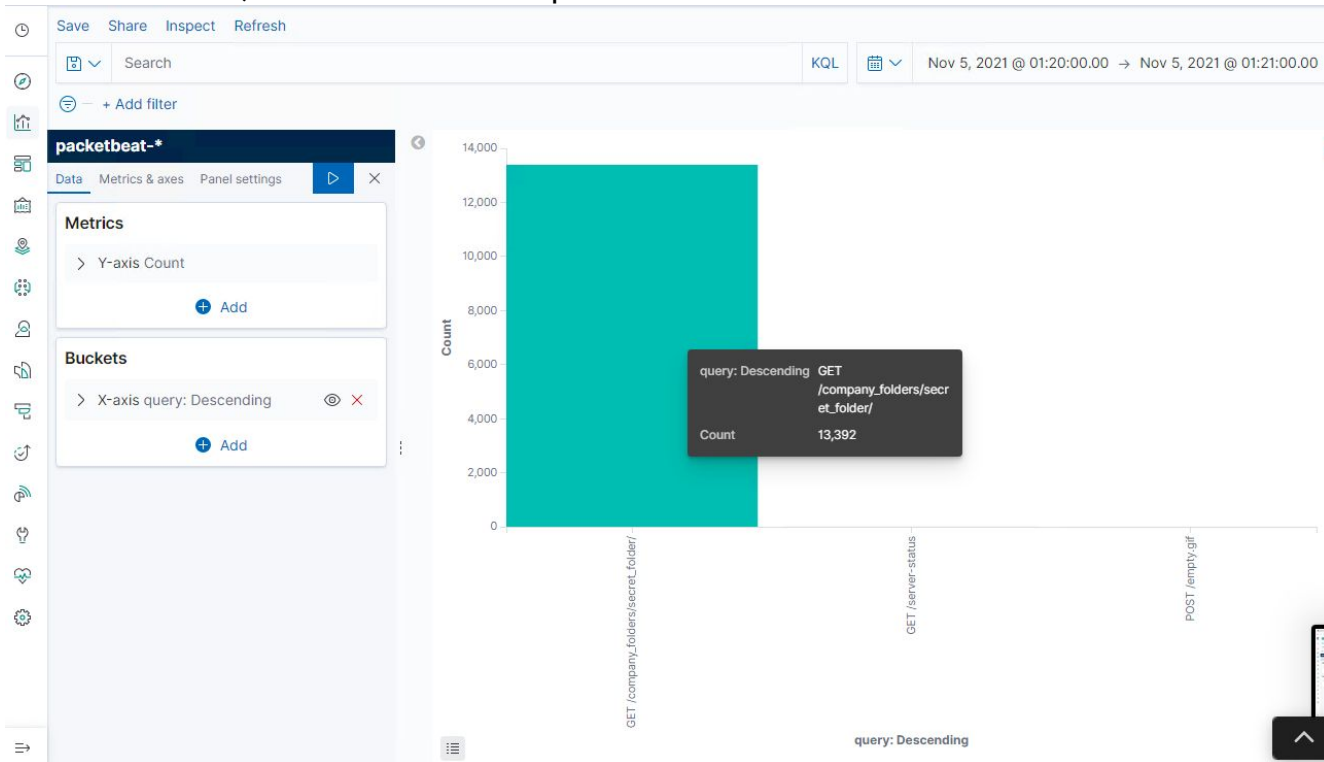 Save Share Inspect Refresh
Search KQL Nov 5, 2021 @ 01:20:00.00 → Nov 5, 2021 @ 01:21:00.00
+ Add filter
packetbeat-*
Data Metrics & axes Panel settings
Metrics
Y-axis Count
Add
Buckets
X-axis query: Descending
Add
Count
14,000
12,000
10,000
8,000
6,000
4,000
2,000
0
query: Descending GET
/company_folders/secr
et_folder/
Count 13,392
GET /company_folders/secret_folder/
GET /server-status
POST /empty.gif
query: Descending